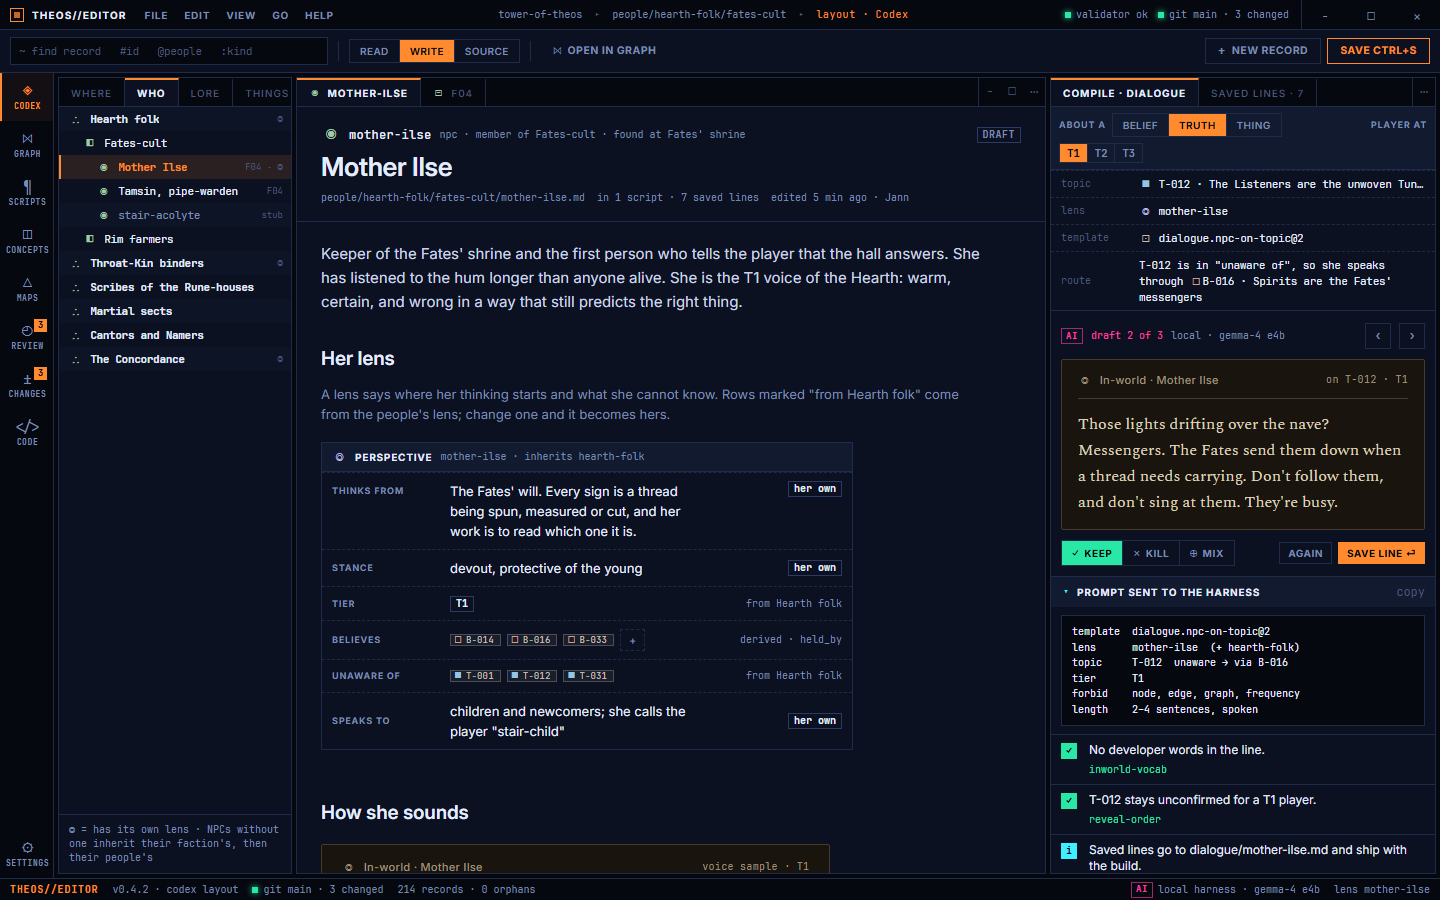 THEOS//EDITOR FILE EDIT VIEW GO HELP
tower-of-theos ▸ people/hearth-folk/fates-cult ▸ layout · Codex
validator ok git main · 3 changed
~ find record #id @people :kind
READ WRITE SOURCE
OPEN IN GRAPH
+ NEW RECORD SAVE CTRL+S
CODEX
GRAPH
SCRIPTS
CONCEPTS
MAPS
3
REVIEW
3
CHANGES
CODE
SETTINGS
WHERE WHO LORE THINGS
Hearth folk
Fates-cult
Mother Ilse F04 ·
Tamsin, pipe-warden F04
stair-acolyte stub
Rim farmers
Throat-Kin binders
Scribes of the Rune-houses
Martial sects
Cantors and Namers
The Concordance
= has its own lens · NPCs without
one inherit their faction's, then
their people's
MOTHER-ILSE F04
mother-ilse npc · member of Fates-cult · found at Fates' shrine DRAFT
Mother Ilse
people/hearth-folk/fates-cult/mother-ilse.md in 1 script · 7 saved lines edited 5 min ago · Jann
Keeper of the Fates' shrine and the first person who tells the player that the hall answers. She
has listened to the hum longer than anyone alive. She is the T1 voice of the Hearth: warm,
certain, and wrong in a way that still predicts the right thing.
Her lens
A lens says where her thinking starts and what she cannot know. Rows marked "from Hearth folk" come
from the people's lens; change one and it becomes hers.
PERSPECTIVE mother-ilse · inherits hearth-folk
THINKS FROM The Fates' will. Every sign is a thread her own
being spun, measured or cut, and her
work is to read which one it is.
STANCE devout, protective of the young her own
TIER T1 from Hearth folk
BELIEVES B-014 B-016 B-033 + derived · held_by
UNAWARE OF T-001 T-012 T-031 from Hearth folk
SPEAKS TO children and newcomers; she calls the her own
player "stair-child"
How she sounds
In-world · Mother Ilse voice sample · T1
COMPILE · DIALOGUE SAVED LINES · 7
ABOUT A BELIEF TRUTH THING PLAYER AT
T1 T2 T3
topic T-012 · The Listeners are the unwoven Tun…
lens mother-ilse
template dialogue.npc-on-topic@2
route T-012 is in "unaware of", so she speaks
through B-016 · Spirits are the Fates'
messengers
AI draft 2 of 3 local · gemma-4 e4b ‹ ›
In-world · Mother Ilse on T-012 · T1
Those lights drifting over the nave?
Messengers. The Fates send them down when
a thread needs carrying. Don't follow them,
and don't sing at them. They're busy.
✓ KEEP × KILL MIX AGAIN SAVE LINE ⏎
PROMPT SENT TO THE HARNESS copy
template dialogue.npc-on-topic@2
lens mother-ilse (+ hearth-folk)
topic T-012 unaware → via B-016
tier T1
forbid node, edge, graph, frequency
length 2–4 sentences, spoken
✓ No developer words in the line.
inworld-vocab
✓ T-012 stays unconfirmed for a T1 player.
reveal-order
i Saved lines go to dialogue/mother-ilse.md and ship with
the build.
THEOS//EDITOR v0.4.2 · codex layout git main · 3 changed 214 records · 0 orphans
AI local harness · gemma-4 e4b lens mother-ilse